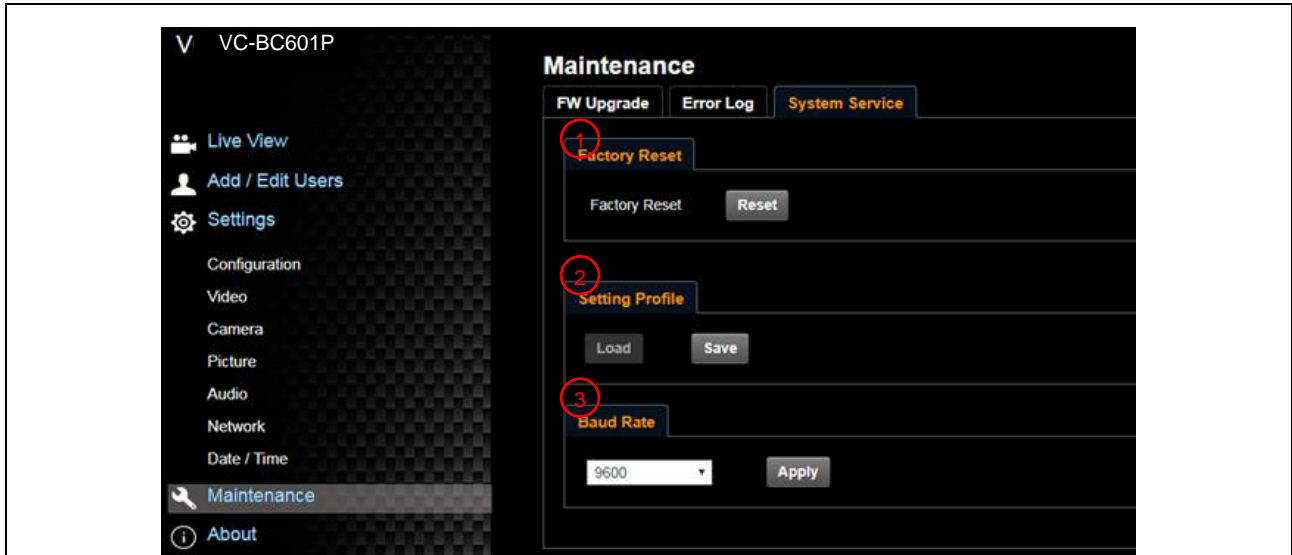 V VC-BC601P
Live View
Add / Edit Users
Settings
Configuration
Video
Camera
Picture
Audio
Network
Date / Time
Maintenance
About
Maintenance
FW Upgrade Error Log System Service
1
Factory Reset
Factory Reset Reset
2
Setting Profile
Load Save
3
Baud Rate
9600 Apply